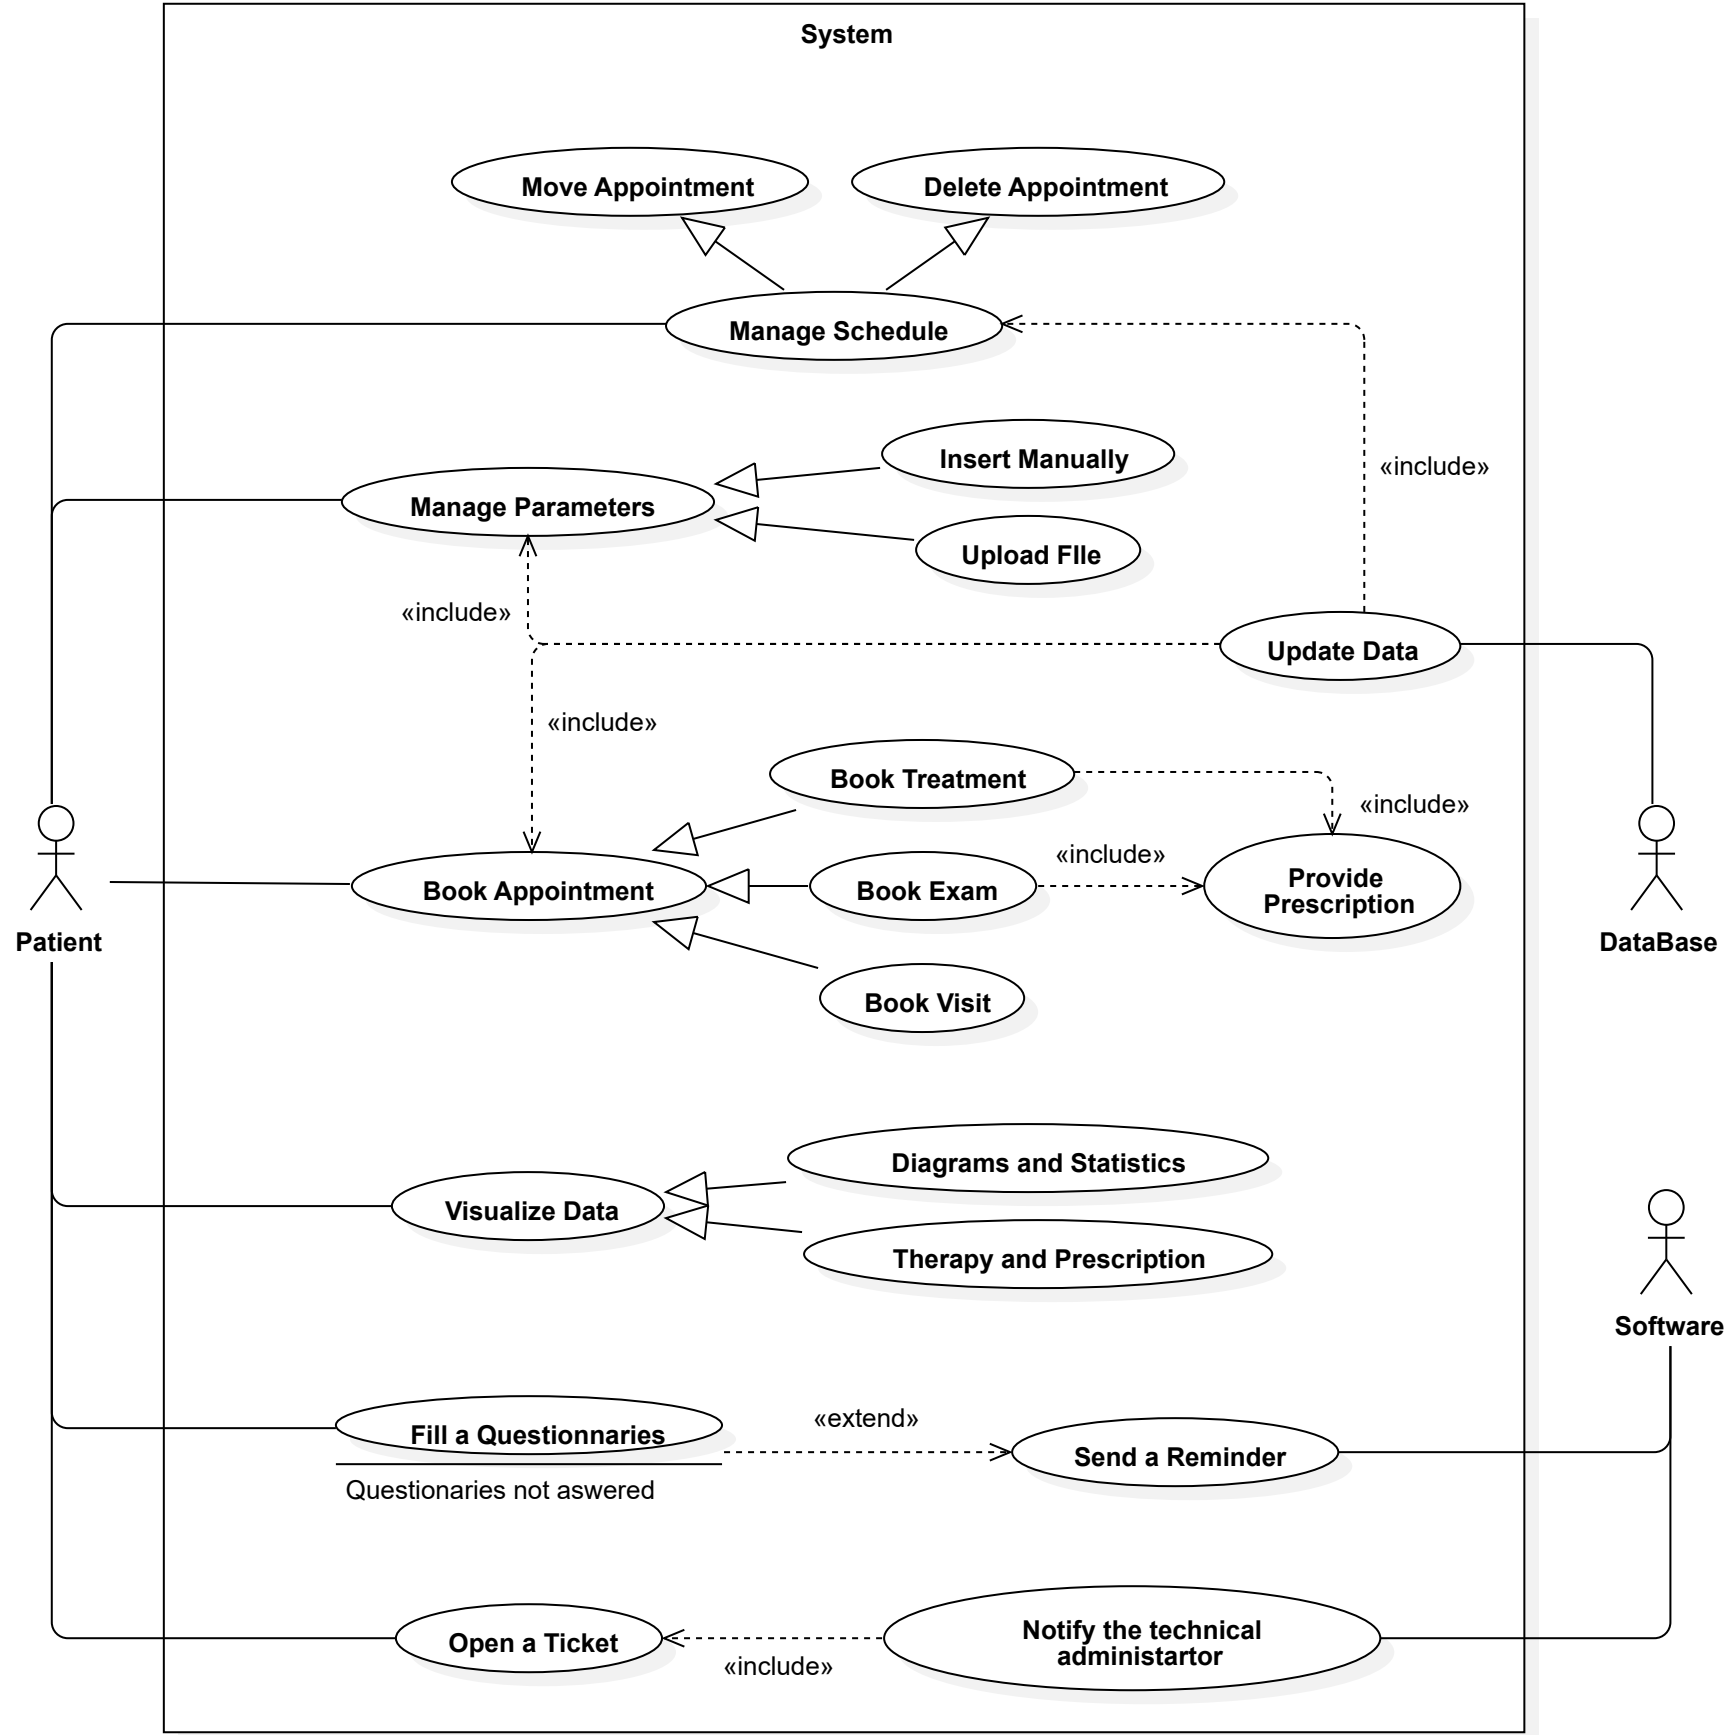 System
Move Appointment
Delete Appointment
Manage Schedule
Insert Manually
«include»
Manage Parameters
Upload FIle
«include»
Update Data
«include»
Book Treatment
«include»
«include»
Book Appointment
Book Exam
Provide
Prescription
Patient
DataBase
Book Visit
Diagrams and Statistics
Visualize Data
Therapy and Prescription
Software
«extend»
Fill a Questionnaries
Send a Reminder
Questionaries not aswered
Notify the technical
administartor
Open a Ticket
«include»